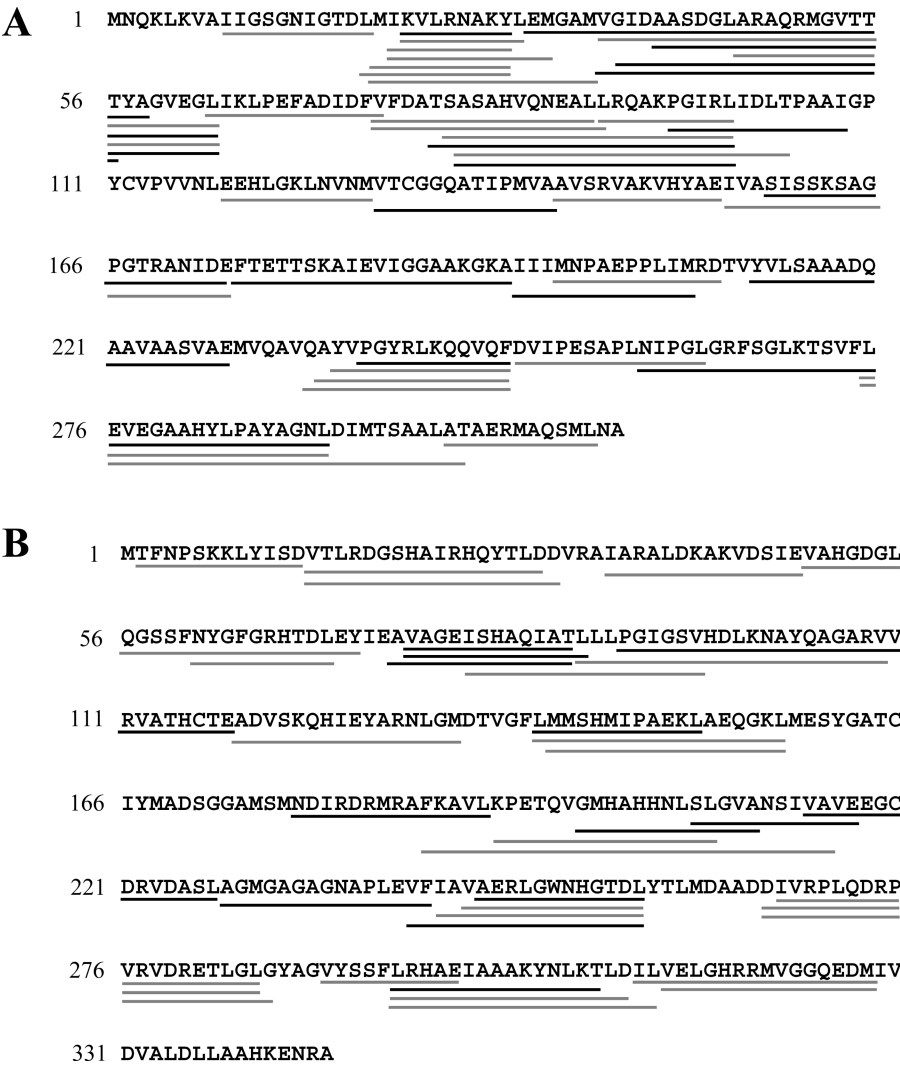 A
1 MNQKLKVAIIGSGNIGTDLMIKVLRNAKYLEMGAMVGIDAASDGLARAQRMGVTT
56 TYAGVEGLIKLPEFADIDFVFDATSASAHVQNEALLRQAKPGIRLIDLTPAAIGP
111 YCVPVVNLEEHLGKLNVNMVTCGGQATIPMVAAVSRVAKVHYAEIVASISSKSAG
166 PGTRANIDEFTETTSKAIEVIGGAAKGKAIIIMNPAEPPLIMRDTVYVLSAAADQ
221 AAVAASVAEMVQAVQAYVPGYRLKQQVQFDVIPESAPLNIPGLGRFSGLKTSVFL
276 EVEGAAHYLPAYAGNLDIMTSAALATAERMAQSMLNA
B
1 MTFNPSKKLYISDVTLRDGSHAIRHQYTLDDVRAIARALDKAKVDSIEVAHGDGL
56 QGSSFNYGFGRHTDLEYIEAVAGEISHAQIATLLLPGIGSVHDLKNAYQAGARVV
111 RVATHCTEADVSKQHIEYARNLGMDTVGFLMMSHMIPAEKLAEQGKLMESYGATC
166 IYMADSGGAMSMNDIRDRMRAFKAVLKPETQVGMHAHHNLSLGVANSIVAVEEGC
221 DRVDASLAGMGAGAGNAPLEVFIAVAERLGWNHGTDLYTLMDAADDIVRPLQDRP
276 VRVDRETLGLGYAGVYSSFLRHAEIAAAKYNLKTLDILVELGHRRMVGGQEDMIV
331 DVALDLLAAHKENRA